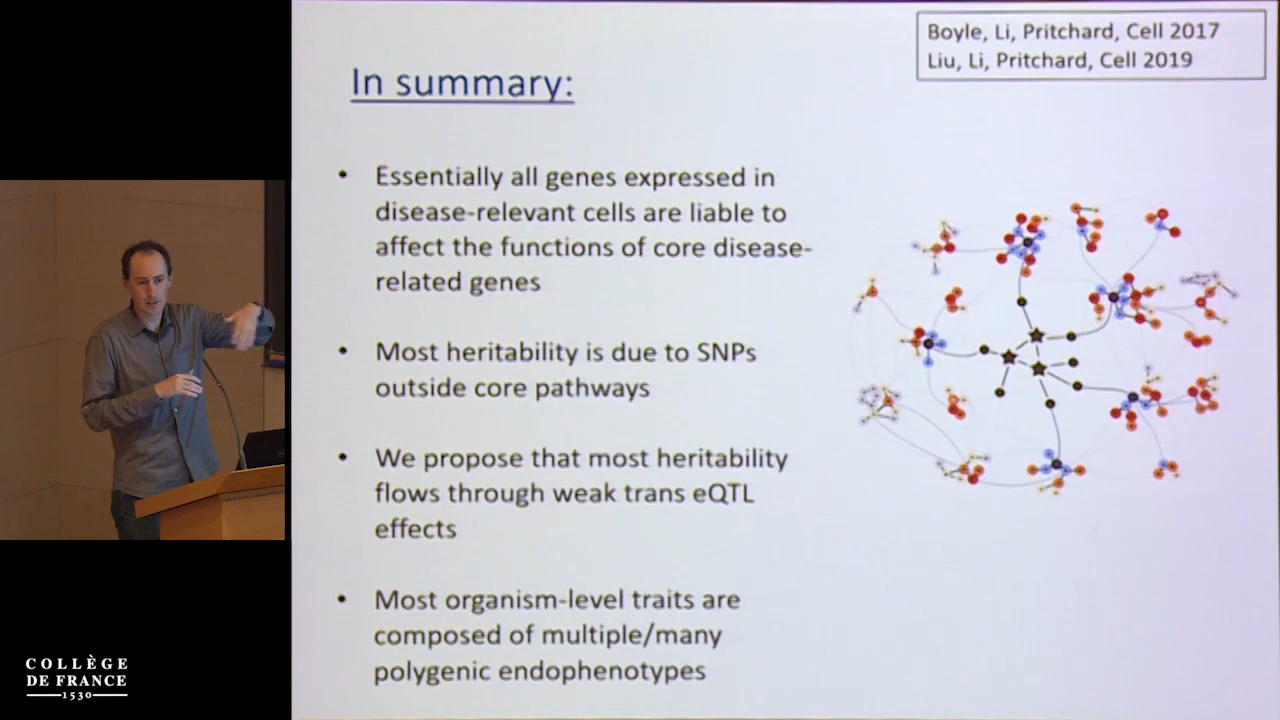 Boyle, Li, Pritchard, Cell 2017
Liu, Li, Pritchard, Cell 2019
In summary:
• Essentially all genes expressed in
disease-relevant cells are liable to
affect the functions of core disease-
related genes
• Most heritability is due to SNPs
outside core pathways
• We propose that most heritability
flows through weak trans eQTL
effects
• Most organism-level traits are
composed of multiple/many
polygenic endophenotypes
COLLÈGE
DE FRANCE
1530